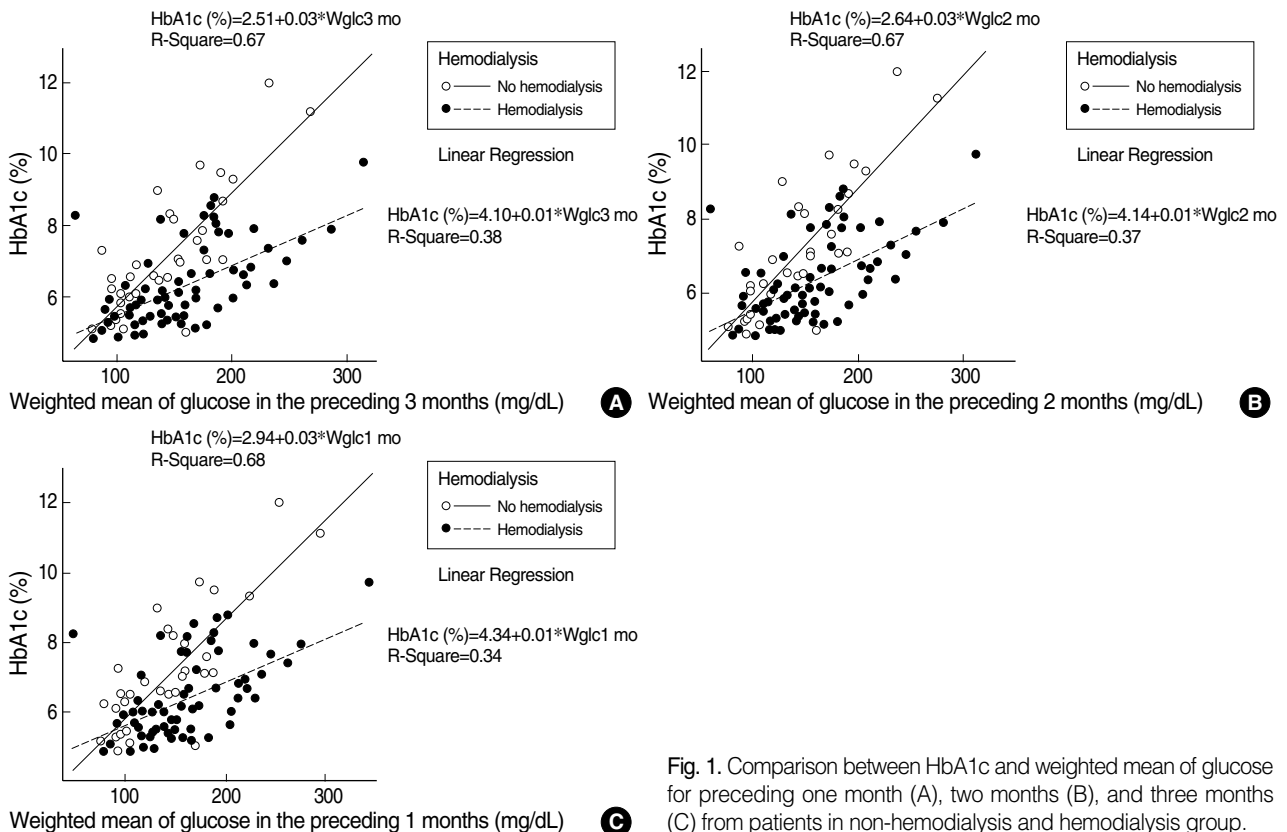 HbA1c (%)=2.51+0.03*Wglc3 mo
R-Square=0.67
Hemodialysis
No hemodialysis
Hemodialysis
Linear Regression
HbA1c (%)=4.10+0.01*Wglc3 mo
R-Square=0.38
HbA1c (%)
12
10
8
6
100 200 300
Weighted mean of glucose in the preceding 3 months (mg/dL) A
HbA1c (%)=2.64+0.03*Wglc2 mo
R-Square=0.67
Hemodialysis
No hemodialysis
Hemodialysis
Linear Regression
HbA1c (%)=4.14+0.01*Wglc2 mo
R-Square=0.37
HbA1c (%)
12
10
8
6
100 200 300
Weighted mean of glucose in the preceding 2 months (mg/dL) B
HbA1c (%)=2.94+0.03*Wglc1 mo
R-Square=0.68
Hemodialysis
No hemodialysis
Hemodialysis
Linear Regression
HbA1c (%)=4.34+0.01*Wglc1 mo
R-Square=0.34
HbA1c (%)
12
10
8
6
100 200 300
Weighted mean of glucose in the preceding 1 months (mg/dL) C
Fig. 1. Comparison between HbA1c and weighted mean of glucose
for preceding one month (A), two months (B), and three months
(C) from patients in non-hemodialysis and hemodialysis group.